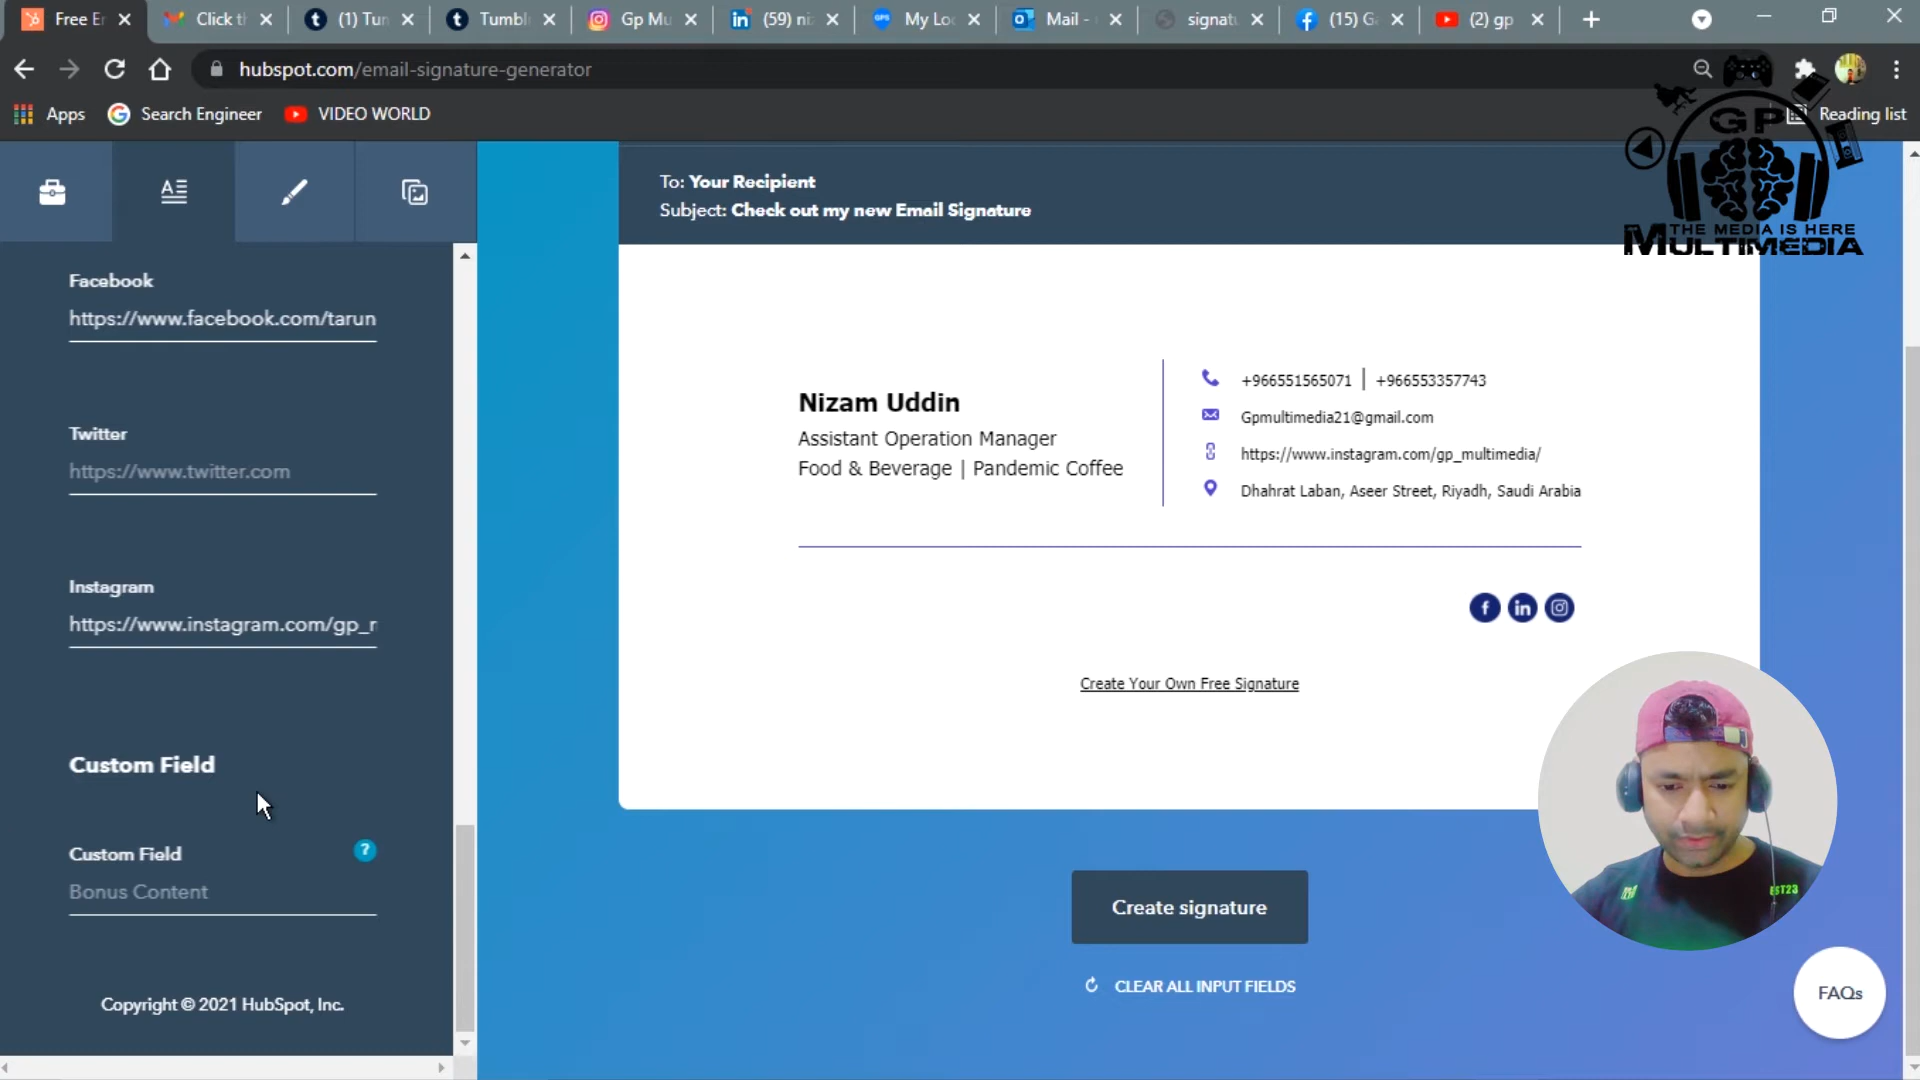 Free Er
Click t
(1) Tur
Tumbl
Gp Mu
(59) ni
My Lo
Mail -
signatu
(15) G
(2) gp
hubspot.com/email-signature-generator
Apps
Search Engineer
VIDEO WORLD
Reading list
GP
THE MEDIA IS HERE
MULTIMEDIA
To: Your Recipient
Subject: Check out my new Email Signature
Facebook
https://www.facebook.com/tarun
Twitter
https://www.twitter.com
Instagram
https://www.instagram.com/gp_r
Custom Field
Custom Field
?
Bonus Content
Copyright © 2021 HubSpot, Inc.
Nizam Uddin
Assistant Operation Manager
Food & Beverage | Pandemic Coffee
+966551565071 | +966553357743
Gpmultimedia21@gmail.com
https://www.instagram.com/gp_multimedia/
Dhahrat Laban, Aseer Street, Riyadh, Saudi Arabia
Create Your Own Free Signature
Create signature
CLEAR ALL INPUT FIELDS
EST23
FAQs